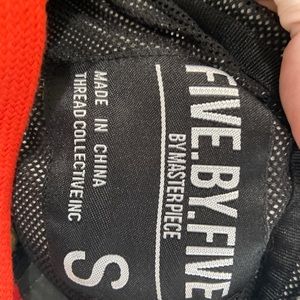 FIVE.BY.FIVE
BY MASTERPIECE
MADE IN CHINA
THREAD COLLECTIVE INC
S